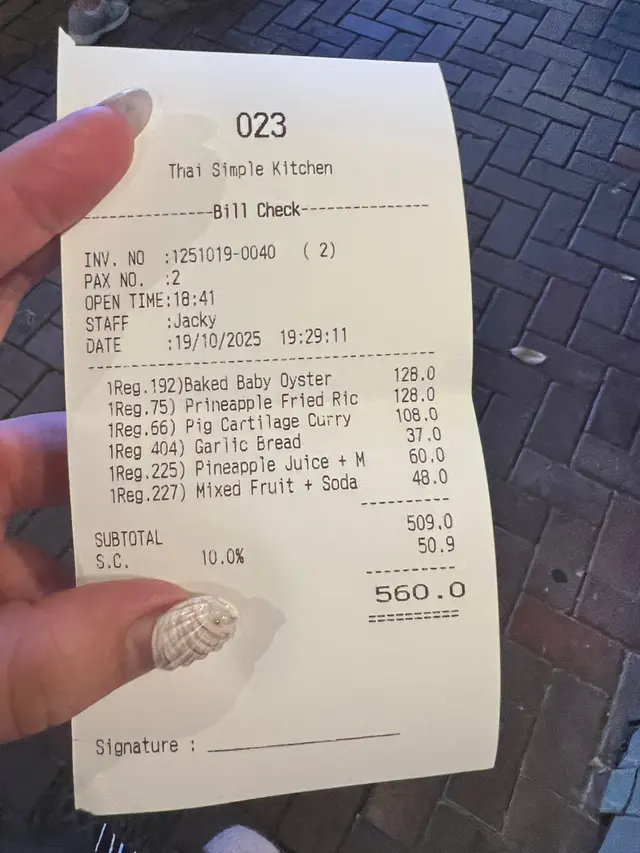 023
Thai Simple Kitchen
--------------Bill Check--------------
INV. NO :1251019-0040 ( 2)
PAX NO. :2
OPEN TIME:18:41
STAFF :Jacky
DATE :19/10/2025 19:29:11
1Reg.192)Baked Baby Oyster 128.0
1Reg.75) Prineapple Fried Ric 128.0
1Reg.66) Pig Cartilage Curry 108.0
1Reg 404) Garlic Bread 37.0
1Reg.225) Pineapple Juice + M 60.0
1Reg.227) Mixed Fruit + Soda 48.0
SUBTOTAL 509.0
S.C. 10.0% 50.9
560.0
Signature : ____________________